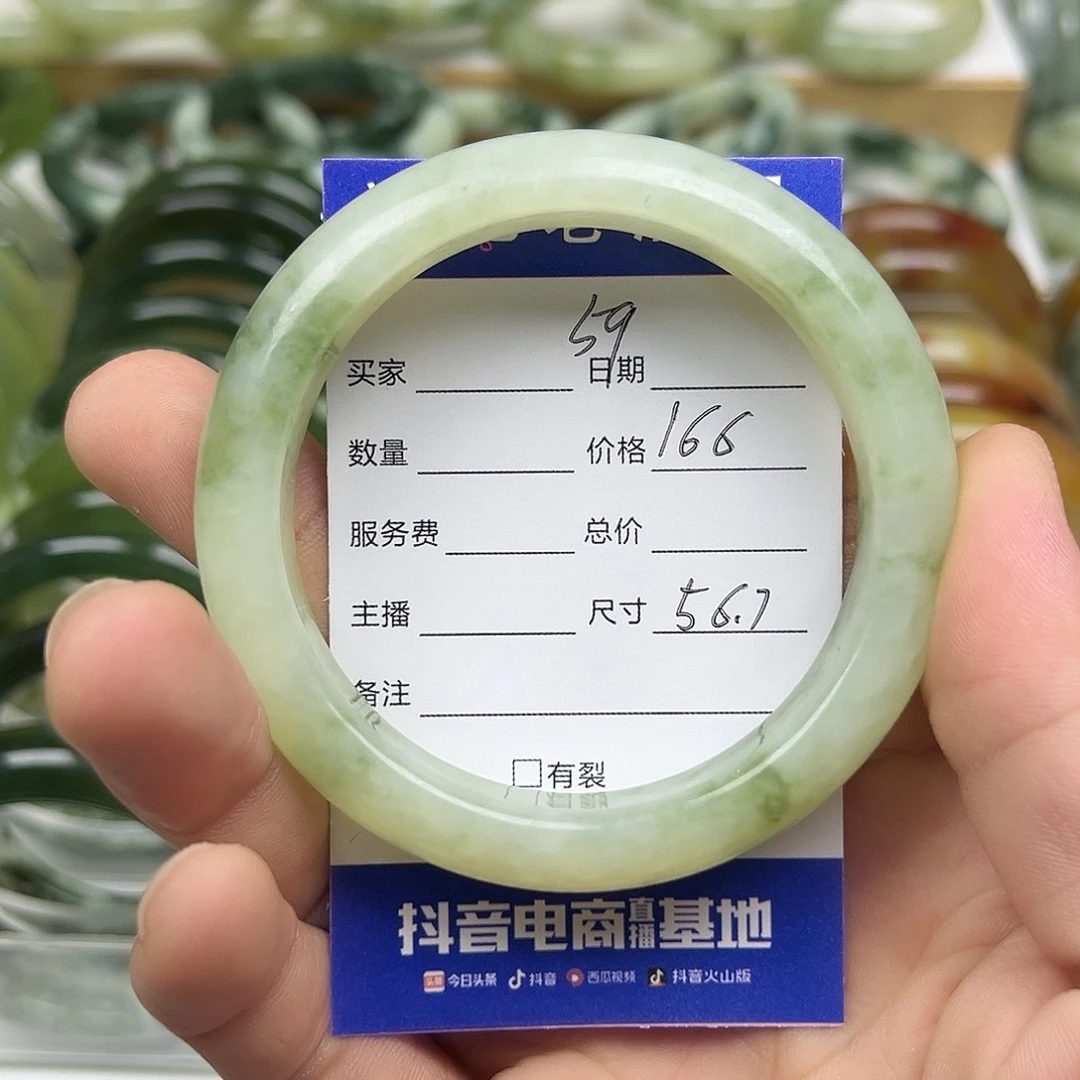 59
买家 日期
数量 价格 166
服务费 总价
主播 尺寸 56.7
备注
□有裂
抖音电商直播基地
头条 今日头条 抖音 西瓜视频 抖音火山版